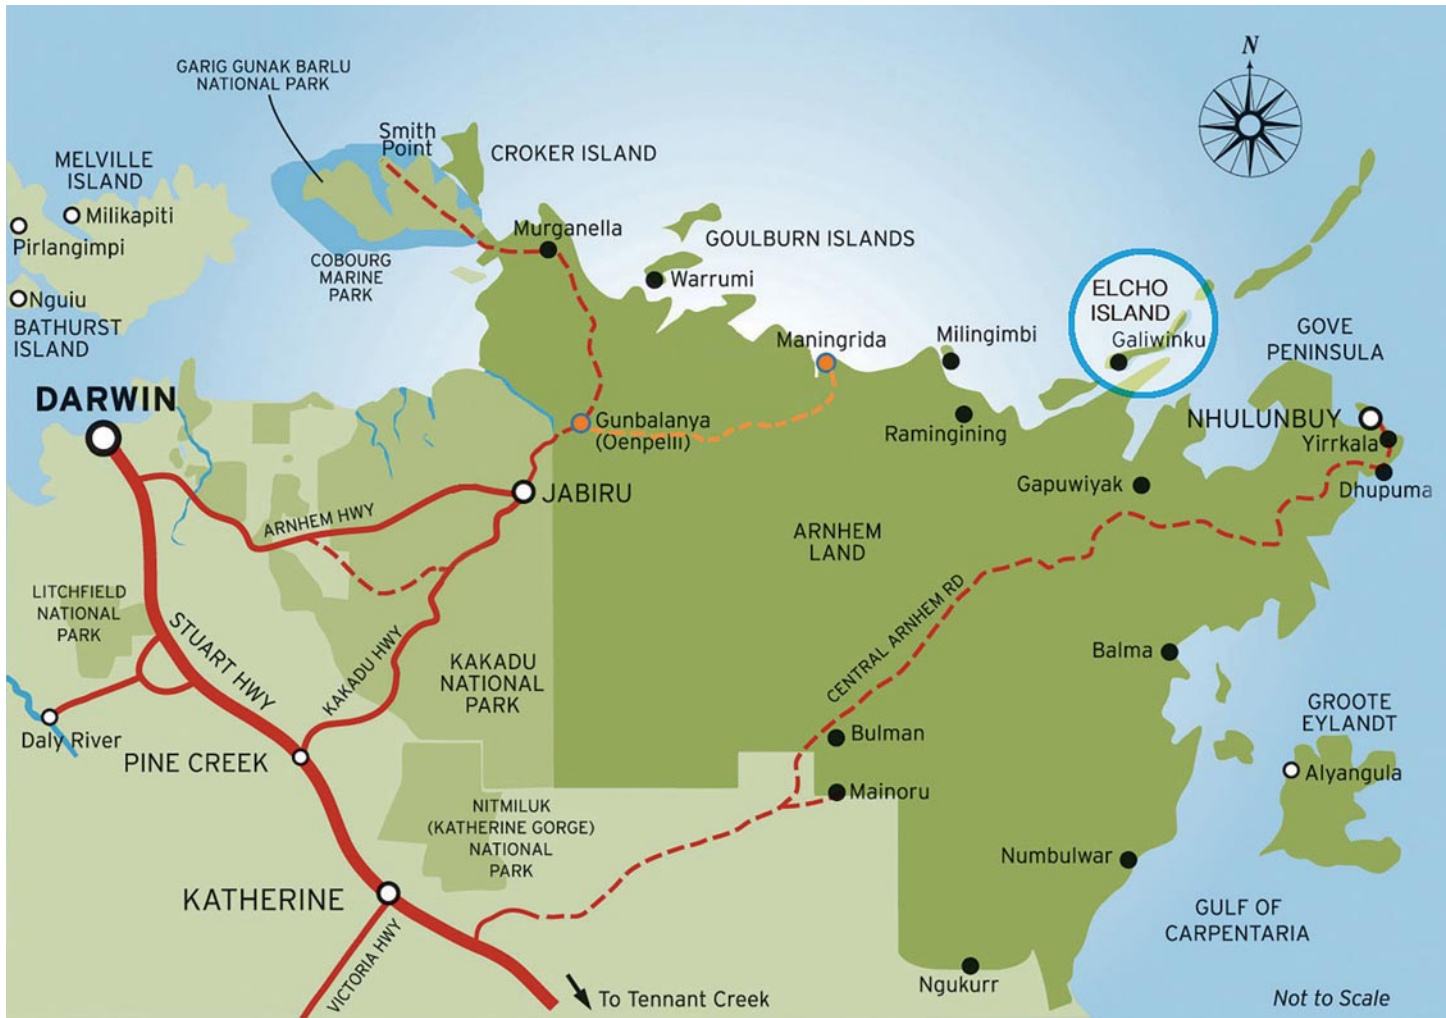 N
GARIG GUNAK BARLU
NATIONAL PARK
Smith
Point
CROKER ISLAND
MELVILLE
ISLAND
Milikapiti
Pirlangimpi
Murganella
GOULBURN ISLANDS
COBOURG
MARINE
PARK
Warrumi
Nguiu
BATHURST
ISLAND
ELCHO
ISLAND
Galiwinku
Maningrida
Milingimbi
GOVE
PENINSULA
DARWIN
Gunbalanya
(Oenpelli)
Ramingining
NHULUNBUY
Yirrkala
Dhupuma
Gapuwiyak
JABIRU
ARNHEM HWY
ARNHEM
LAND
LITCHFIELD
NATIONAL
PARK
STUART HWY
KAKADU HWY
KAKADU
NATIONAL
PARK
CENTRAL ARNHEM RD
Balma
GROOTE
EYLANDT
Alyangula
Daly River
PINE CREEK
Bulman
Mainoru
NITMILUK
(KATHERINE GORGE)
NATIONAL
PARK
Numbulwar
KATHERINE
VICTORIA HWY
GULF OF
CARPENTARIA
Ngukurr
To Tennant Creek
Not to Scale